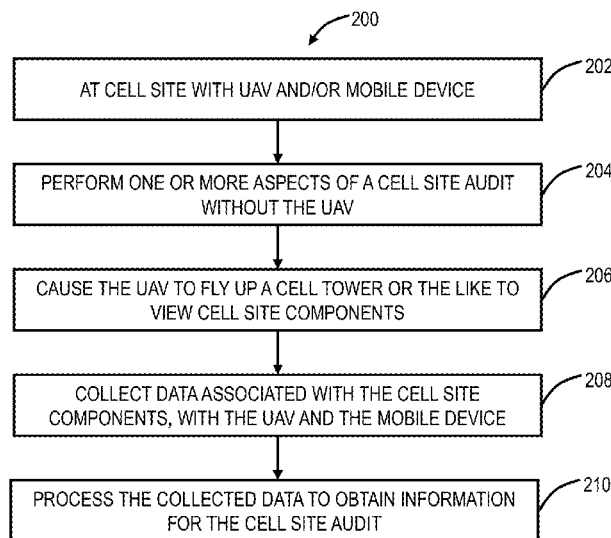 200
AT CELL SITE WITH UAV AND/OR MOBILE DEVICE
202
PERFORM ONE OR MORE ASPECTS OF A CELL SITE AUDIT
WITHOUT THE UAV
204
CAUSE THE UAV TO FLY UP A CELL TOWER OR THE LIKE TO
VIEW CELL SITE COMPONENTS
206
COLLECT DATA ASSOCIATED WITH THE CELL SITE
COMPONENTS, WITH THE UAV AND THE MOBILE DEVICE
208
PROCESS THE COLLECTED DATA TO OBTAIN INFORMATION
FOR THE CELL SITE AUDIT
210